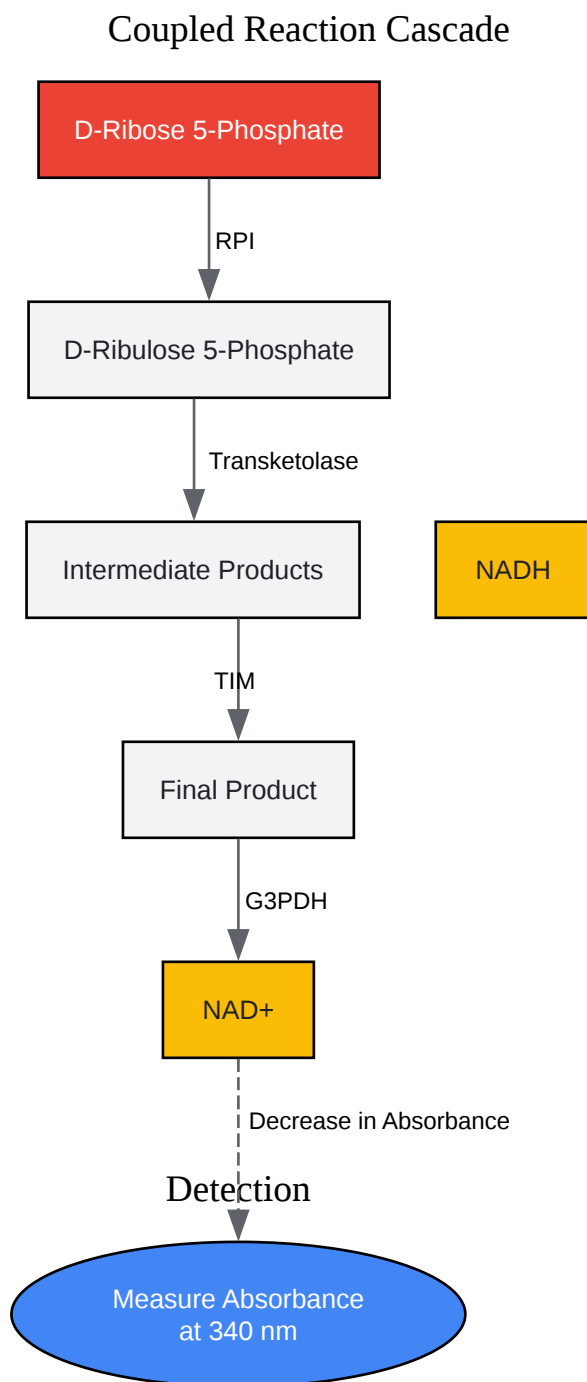 Coupled Reaction Cascade
D-Ribose 5-Phosphate
RPI
D-Ribulose 5-Phosphate
Transketolase
Intermediate Products
NADH
TIM
Final Product
G3PDH
NAD+
Decrease in Absorbance
Detection
Measure Absorbance
at 340 nm